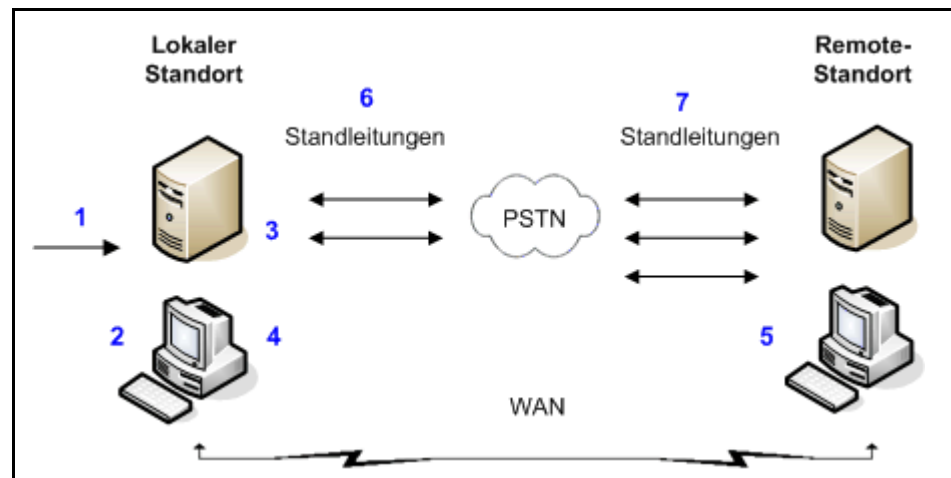 Lokaler
Standort
Remote-
Standort
6
7
Standleitungen
Standleitungen
1
3
PSTN
2
4
5
WAN